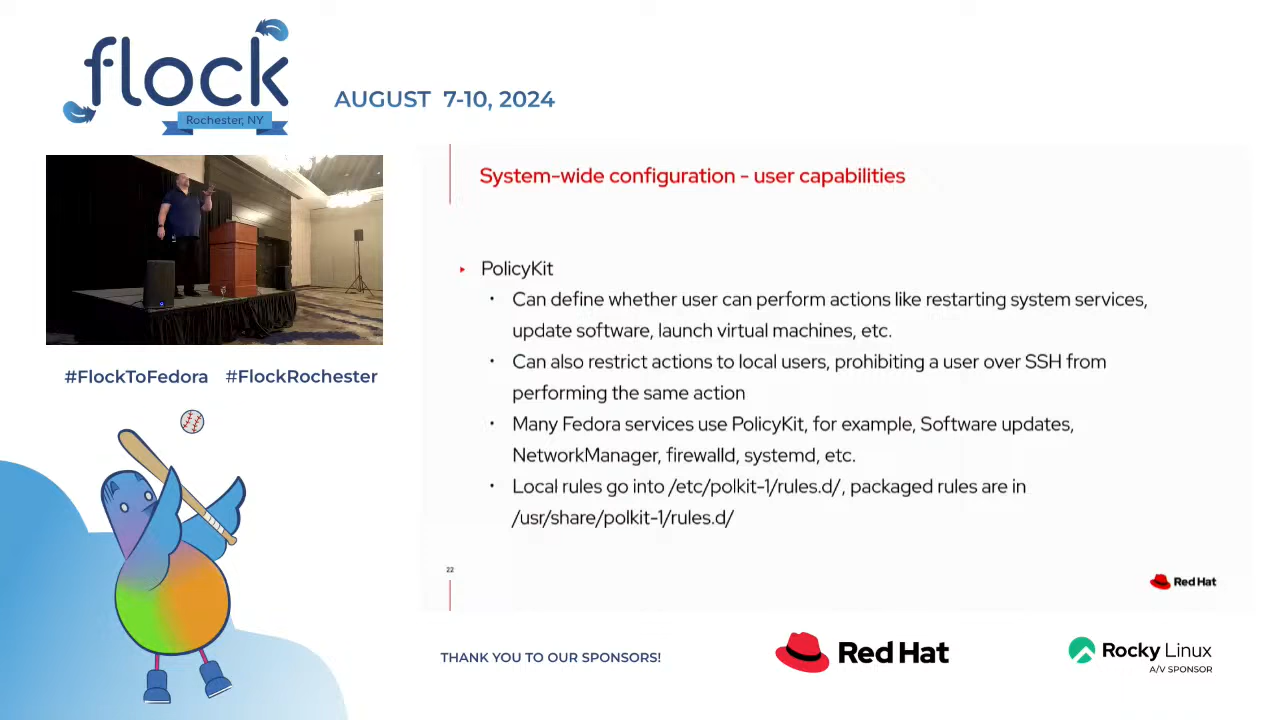 flock
Rochester, NY
AUGUST 7-10, 2024
System-wide configuration - user capabilities
▸ PolicyKit
• Can define whether user can perform actions like restarting system services,
update software, launch virtual machines, etc.
• Can also restrict actions to local users, prohibiting a user over SSH from
performing the same action
• Many Fedora services use PolicyKit, for example, Software updates,
NetworkManager, firewalld, systemd, etc.
• Local rules go into /etc/polkit-1/rules.d/, packaged rules are in
/usr/share/polkit-1/rules.d/
22
Red Hat
#FlockToFedora #FlockRochester
THANK YOU TO OUR SPONSORS!
Red Hat
Rocky Linux
A/V SPONSOR